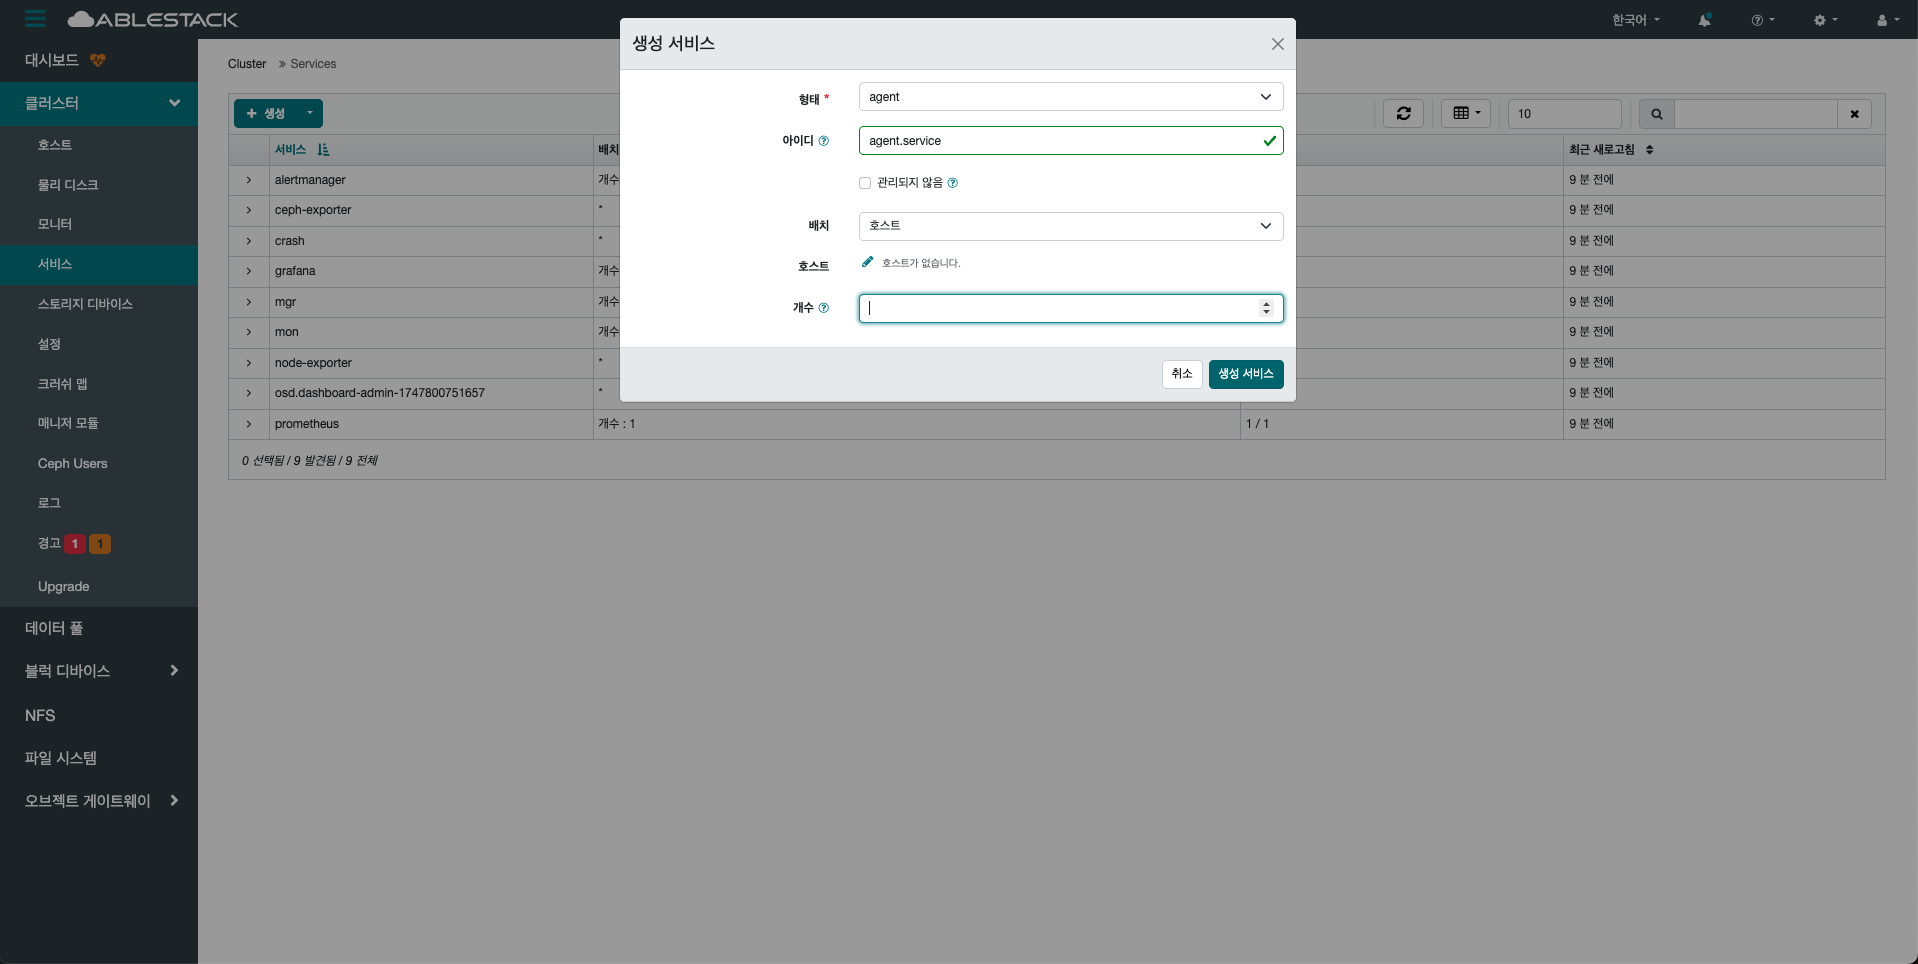 ABLESTACK
한국어
대시보드
클러스터
호스트
물리 디스크
모니터
서비스
스토리지 디바이스
설정
크러쉬 맵
매니저 모듈
Ceph Users
로그
경고 1 1
Upgrade
데이터 풀
블럭 디바이스
NFS
파일 시스템
오브젝트 게이트웨이
Cluster » Services
생성
10
서비스 배치 최근 새로고침
alertmanager 개수 9 분 전에
ceph-exporter * 9 분 전에
crash * 9 분 전에
grafana 개수 9 분 전에
mgr 개수 9 분 전에
mon 개수 9 분 전에
node-exporter * 9 분 전에
osd.dashboard-admin-1747800751657 * 9 분 전에
prometheus 개수 : 1 1 / 1 9 분 전에
0 선택됨 / 9 발견됨 / 9 전체
생성 서비스
형태 * agent
아이디 agent.service
관리되지 않음
배치 호스트
호스트 호스트가 없습니다.
개수
취소 생성 서비스